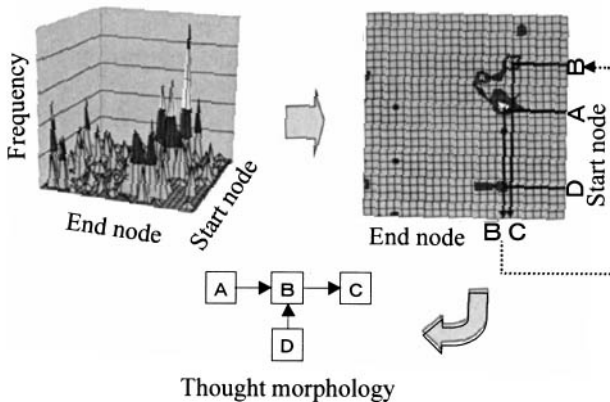 Frequency
End node
Start node
B
A
D
Start node
End node
B C
A
B
C
D
Thought morphology